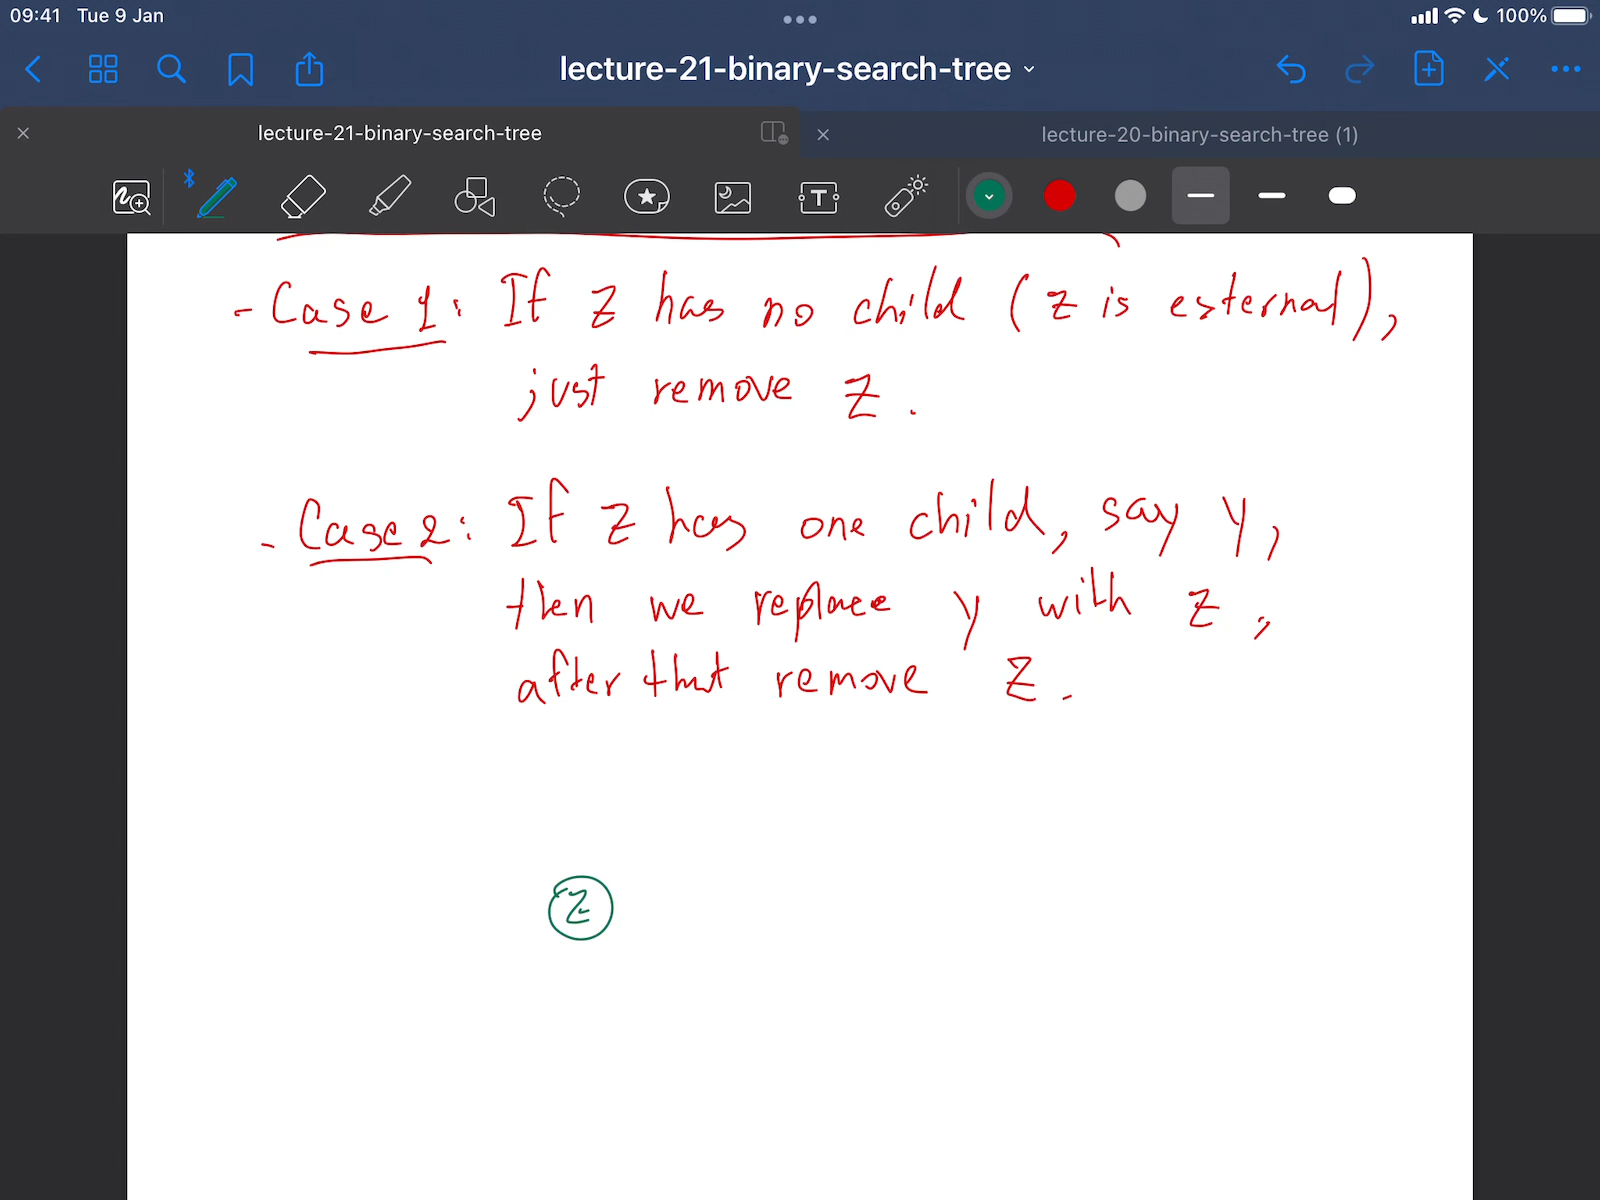 09:41 Tue 9 Jan
100%
lecture-21-binary-search-tree
lecture-21-binary-search-tree
lecture-20-binary-search-tree (1)
T
- Case 1: If z has no child (z is esternal),
just remove z.
- Case 2: If z has one child, say y,
then we replace y with z,
after that remove z.
z